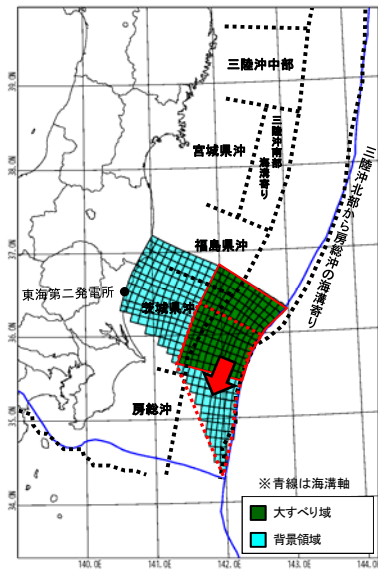 三陸沖中部
39.0N
宮城県沖
三陸沖南部
海溝寄り
38.0N
三陸沖北部から房総沖の海溝寄り
37.0N
福島県沖
東海第二発電所
茨城県沖
36.0N
房総沖
35.0N
※青線は海溝軸
34.0N
大すべり域
背景領域
140.0E
141.0E
142.0E
143.0E
144.0E